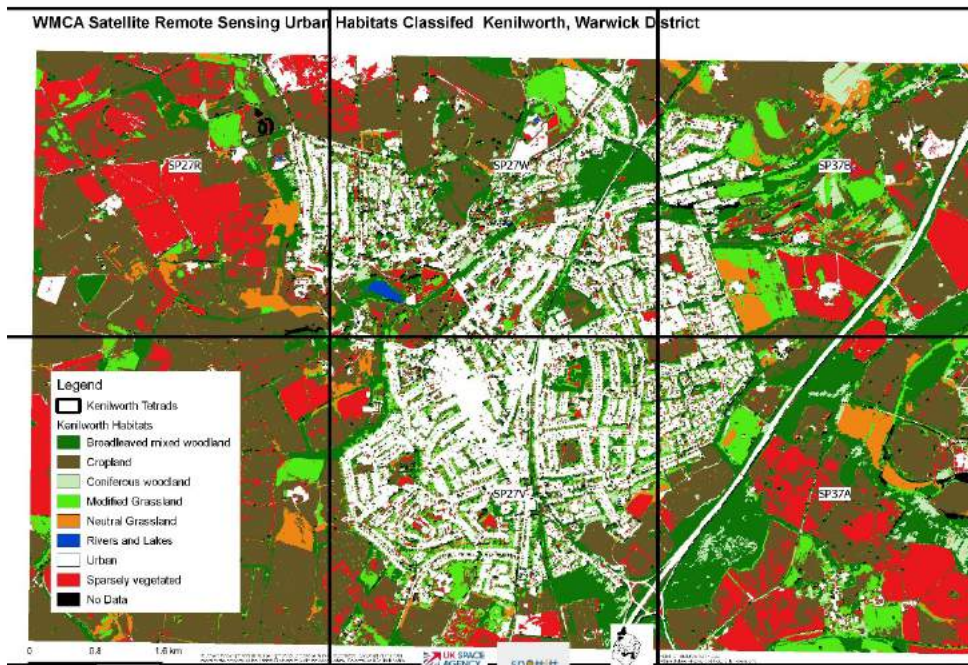 WMCA Satellite Remote Sensing Urban Habitats Classifed Kenilworth, Warwick District
SP27R
SP27W
SP37B
Legend
Kenilworth Tetrads
Kenilworth Habitats
Broadleaved mixed woodland
Cropland
Coniferous woodland
Modified Grassland
Neutral Grassland
Rivers and Lakes
Urban
Sparsely vegetated
No Data
SP27V
SP37A
0 0.4 0.8 1.6 km
UK SPACE
AGENCY